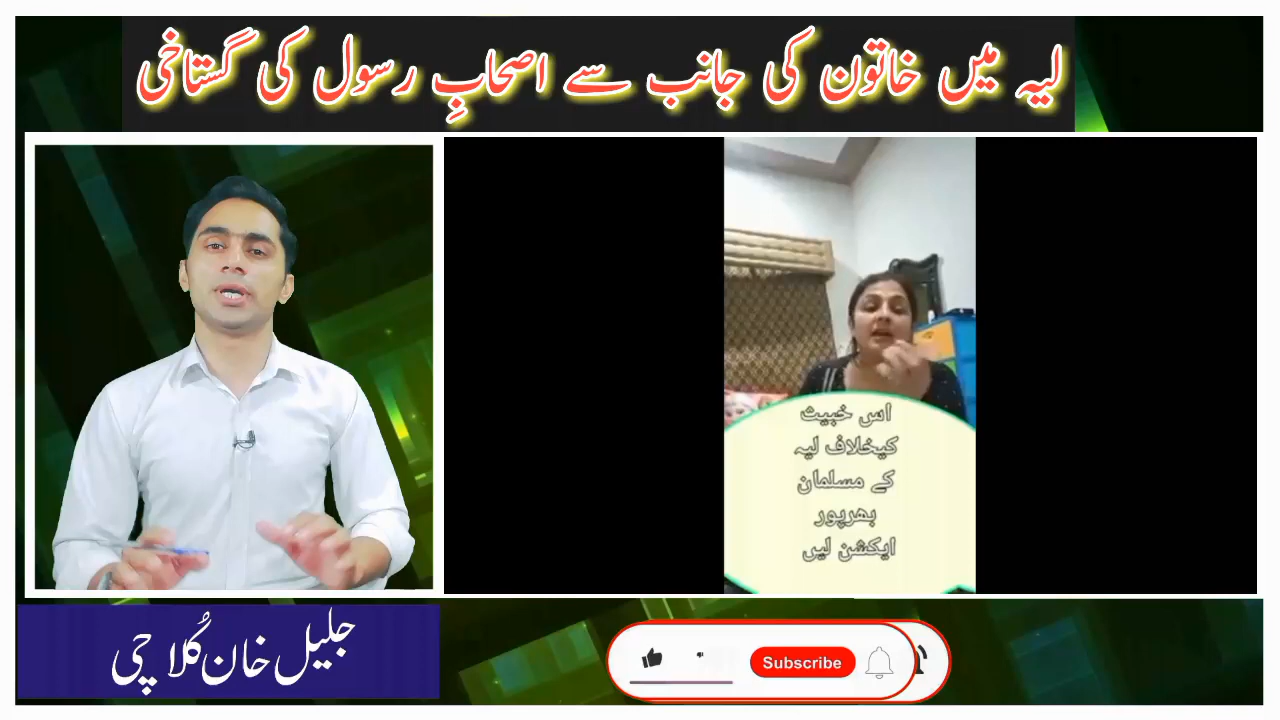 لیہ میں خاتون کی جانب سے اصحابِ رسول کی گستاخی
اس خبیث
کیخلاف لیہ
کے مسلمان
بھرپور
ایکشن لیں
جلیل خان کُلاچی
Subscribe